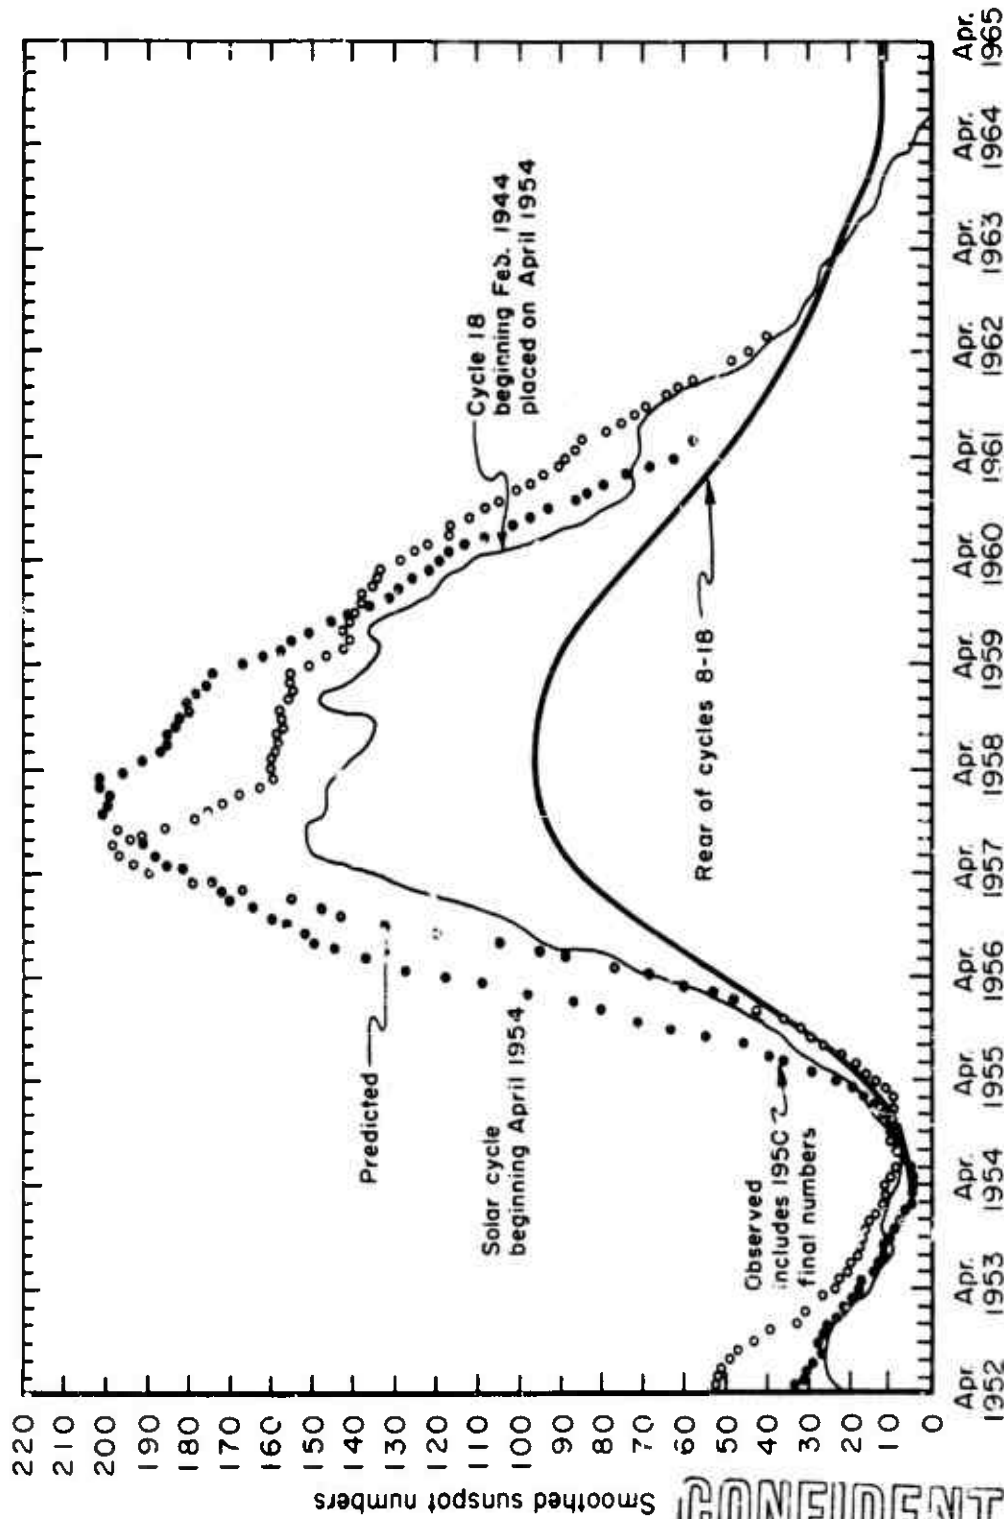 220
210
200
190
180
170
160
150
140
130
120
110
100
90
80
70
60
50
40
30
20
10
0
Smoothed sunspot numbers
Cycle 18
beginning Feb. 1944
placed on April 1954
Predicted
Solar cycle
beginning April 1954
Rear of cycles 8-18
Observed
includes 195C
final numbers
Apr. Apr. Apr. Apr. Apr. Apr. Apr. Apr. Apr. Apr. Apr. Apr. Apr. Apr.
1952 1953 1954 1955 1956 1957 1958 1959 1960 1961 1962 1963 1964 1965
CONFIDENT